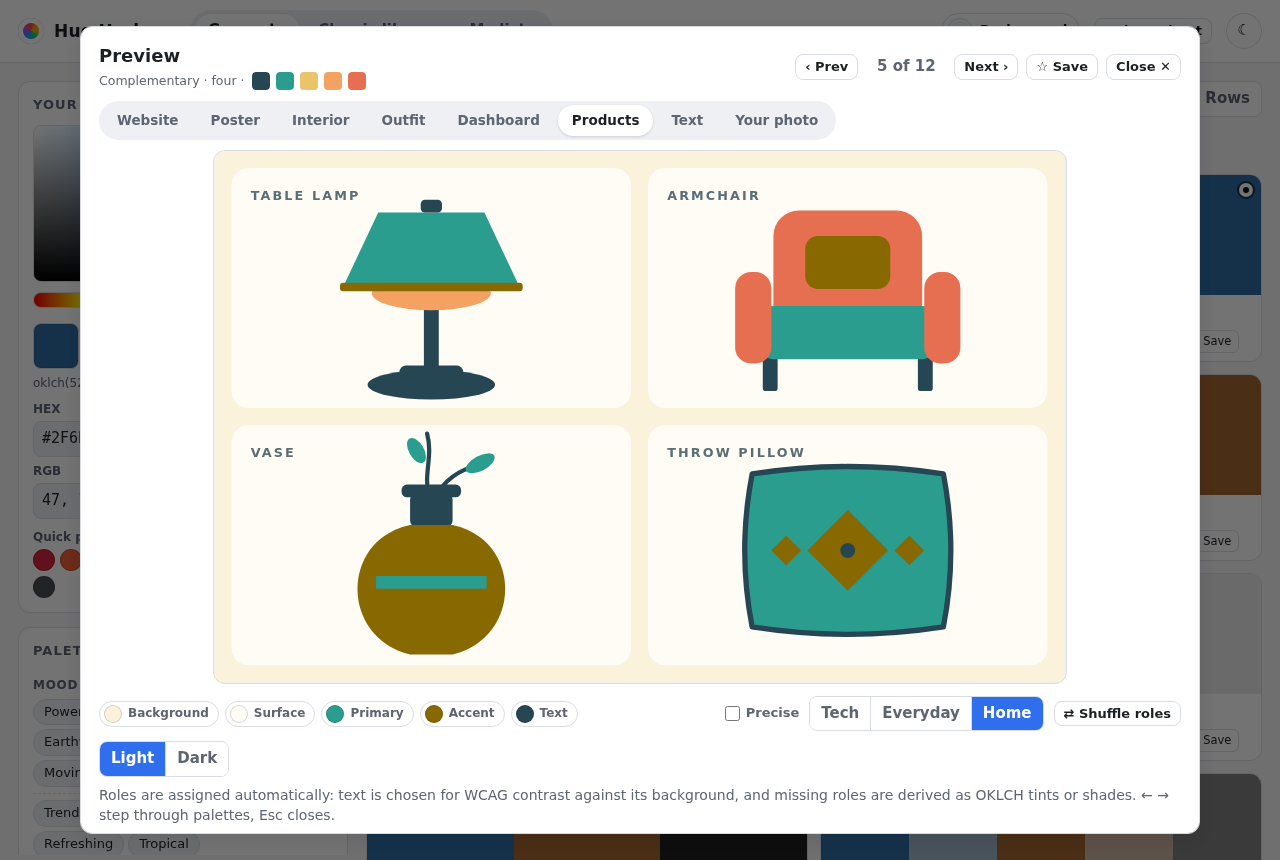 Preview
Complementary · four ·
‹ Prev
5 of 12
Next ›
☆ Save
Close ✕
Website
Poster
Interior
Outfit
Dashboard
Products
Text
Your photo
TABLE LAMP
ARMCHAIR
VASE
THROW PILLOW
Background
Surface
Primary
Accent
Text
Precise
Tech
Everyday
Home
⇄ Shuffle roles
Light
Dark
Roles are assigned automatically: text is chosen for WCAG contrast against its background, and missing roles are derived as OKLCH tints or shades. ← →
step through palettes, Esc closes.
YOUR
oklch(52
HEX
#2F6
RGB
47,
Quick p
PALET
MOOD
Power
Earth
Movin
Trend
Refreshing
Tropical
Rows
Save
Save
Save